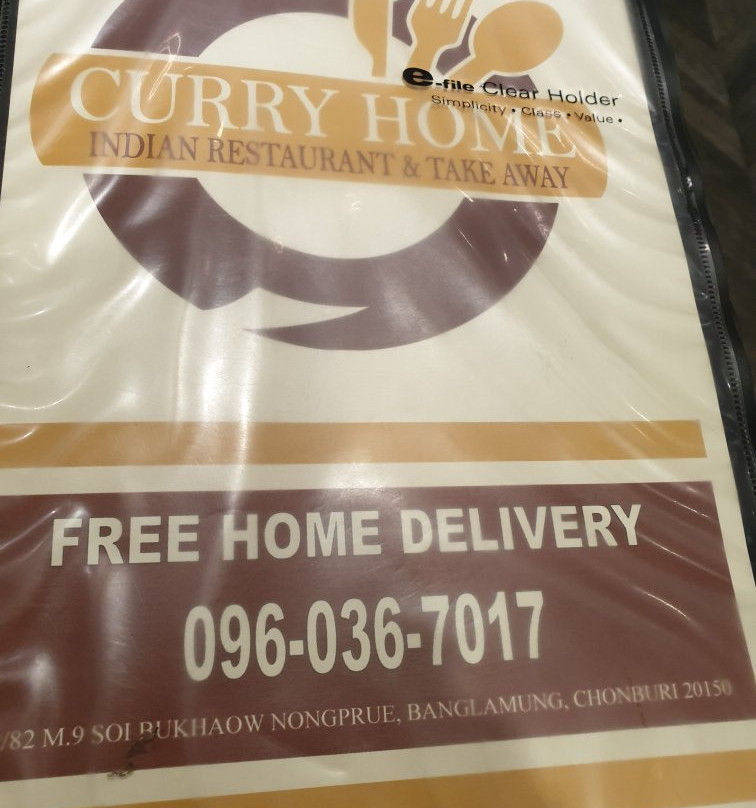 CURRY HOME
e-file Clear Holder
Simplicity • Class • Value •
INDIAN RESTAURANT & TAKE AWAY
FREE HOME DELIVERY
096-036-7017
/82 M.9 SOI BUKHAOW NONGPRUE, BANGLAMUNG, CHONBURI 20150